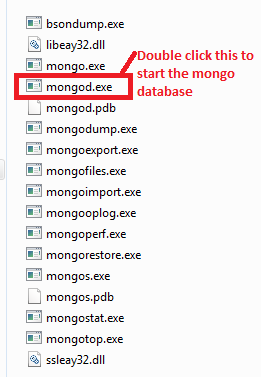 bsondump.exe
libeay32.dll
mongo.exe
mongod.exe
mongod.pdb
mongodump.exe
mongoexport.exe
mongofiles.exe
mongoimport.exe
mongooplog.exe
mongoperf.exe
mongorestore.exe
mongos.exe
mongos.pdb
mongostat.exe
mongotop.exe
ssleay32.dll
Double click this to
start the mongo
database